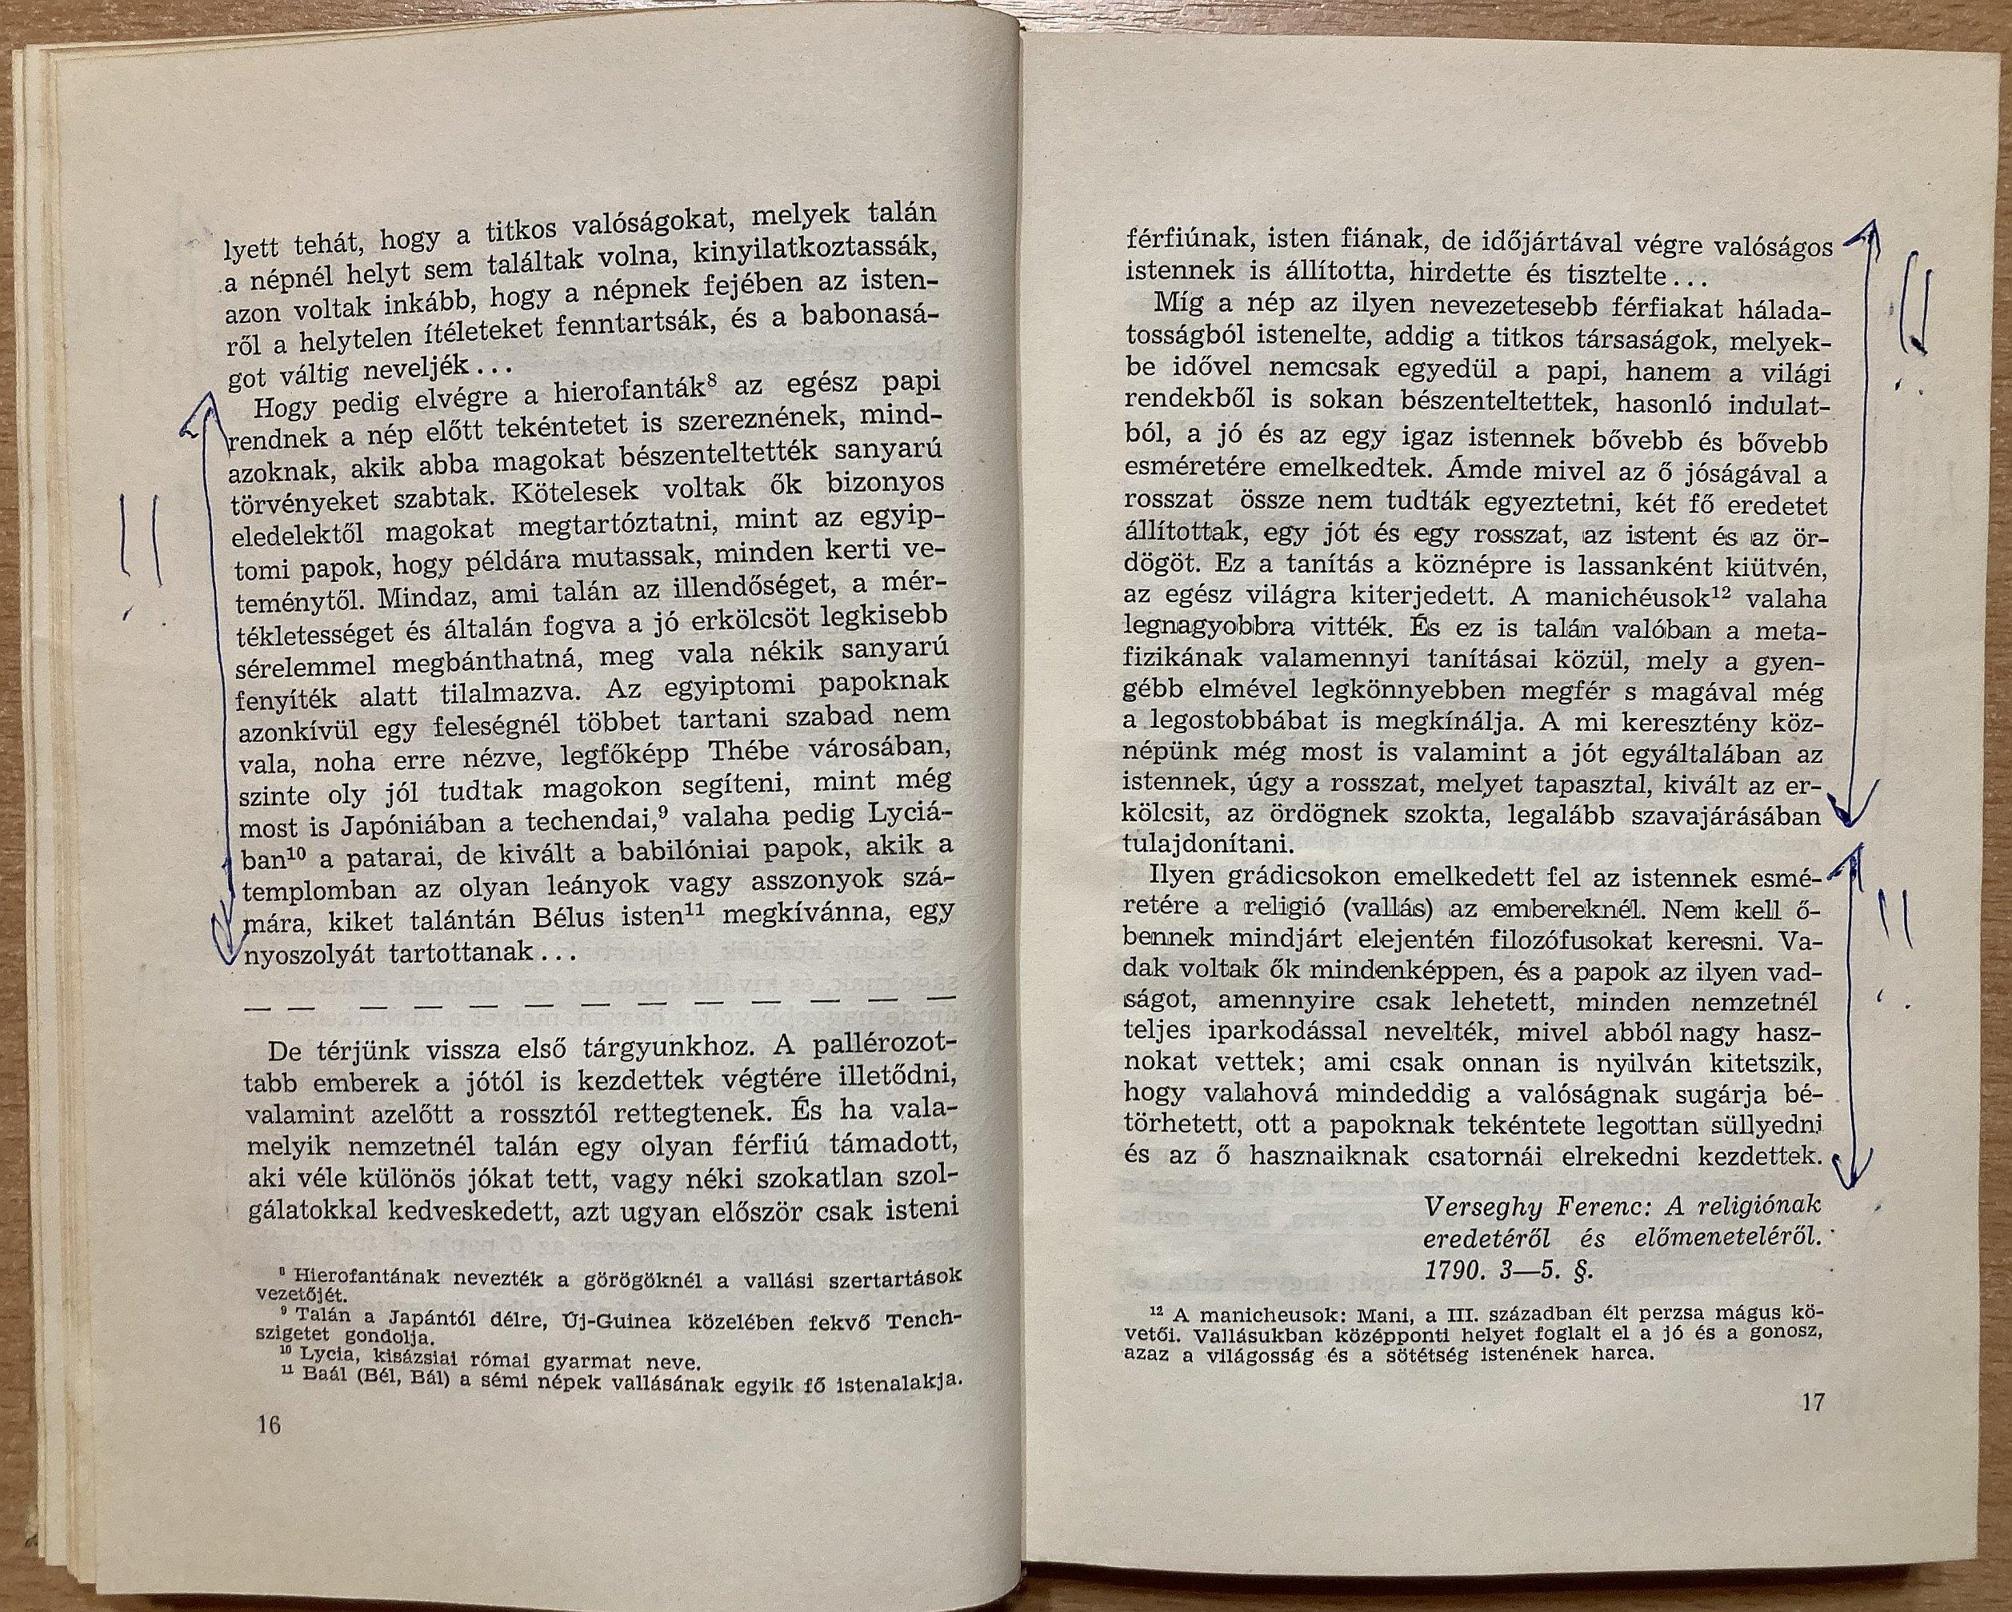 lyett tehát, hogy a titkos valóságokat, melyek talán
a népnél helyt sem találtak volna, kinyilatkoztassák,
azon voltak inkább, hogy a népnek fejében az isten-
ről a helytelen ítéleteket fenntartsák, és a babonasá-
got váltig neveljék...
Hogy pedig elvégre a hierofanták⁸ az egész papi
rendnek a nép előtt tekéntetet is szereznének, mind-
azoknak, akik abba magokat bészenteltették sanyarú
törvényeket szabtak. Kötelesek voltak ők bizonyos
eledelektől magokat megtartóztatni, mint az egyip-
tomi papok, hogy példára mutassak, minden kerti ve-
teménytől. Mindaz, ami talán az illendőséget, a mér-
tékletességet és általán fogva a jó erkölcsöt legkisebb
sérelemmel megbánthatná, meg vala nékik sanyarú
fenyíték alatt tilalmazva. Az egyiptomi papoknak
azonkívül egy feleségnél többet tartani szabad nem
vala, noha erre nézve, legfőképp Thébe városában,
szinte oly jól tudtak magokon segíteni, mint még
most is Japóniában a techendai,⁹ valaha pedig Lyciá-
ban¹⁰ a patarai, de kivált a babilóniai papok, akik a
templomban az olyan leányok vagy asszonyok szá-
mára, kiket talántán Bélus isten¹¹ megkívánna, egy
nyoszolyát tartottanak...
— — — — — — — — — — — —
De térjünk vissza első tárgyunkhoz. A pallérozot-
tabb emberek a jótól is kezdettek végtére illetődni,
valamint azelőtt a rossztól rettegtenek. És ha vala-
melyik nemzetnél talán egy olyan férfiú támadott,
aki véle különös jókat tett, vagy néki szokatlan szol-
gálatokkal kedveskedett, azt ugyan először csak isteni
⁸ Hierofantának nevezték a görögöknél a vallási szertartások
vezetőjét.
⁹ Talán a Japántól délre, Új-Guinea közelében fekvő Tench-
szigetet gondolja.
¹⁰ Lycia, kisázsiai római gyarmat neve.
¹¹ Baál (Bél, Bál) a sémi népek vallásának egyik fő istenalakja.
16
férfiúnak, isten fiának, de időjártával végre valóságos
istennek is állította, hirdette és tisztelte...
Míg a nép az ilyen nevezetesebb férfiakat hálada-
tosságból istenelte, addig a titkos társaságok, melyek-
be idővel nemcsak egyedül a papi, hanem a világi
rendekből is sokan bészenteltettek, hasonló indulat-
ból, a jó és az egy igaz istennek bővebb és bővebb
esméretére emelkedtek. Ámde mivel az ő jóságával a
rosszat össze nem tudták egyeztetni, két fő eredetet
állítottak, egy jót és egy rosszat, az istent és az ör-
dögöt. Ez a tanítás a köznépre is lassanként kiütvén,
az egész világra kiterjedett. A manichéusok¹² valaha
legnagyobbra vitték. És ez is talán valóban a meta-
fizikának valamennyi tanításai közül, mely a gyen-
gébb elmével legkönnyebben megfér s magával még
a legostobbábat is megkínálja. A mi keresztény köz-
népünk még most is valamint a jót egyáltalában az
istennek, úgy a rosszat, melyet tapasztal, kivált az er-
kölcsit, az ördögnek szokta, legalább szavajárásában
tulajdonítani.
Ilyen grádicsokon emelkedett fel az istennek esmé-
retére a religió (vallás) az embereknél. Nem kell ő-
bennek mindjárt elejentén filozófusokat keresni. Va-
dak voltak ők mindenképpen, és a papok az ilyen vad-
ságot, amennyire csak lehetett, minden nemzetnél
teljes iparkodással nevelték, mivel abból nagy hasz-
nokat vettek; ami csak onnan is nyilván kitetszik,
hogy valahová mindeddig a valóságnak sugárja bé-
törhetett, ott a papoknak tekéntete legottan süllyedni
és az ő hasznaiknak csatornái elrekedni kezdettek.
Verseghy Ferenc: A religiónak
eredetéről és előmeneteléről.
1790. 3—5. §.
¹² A manicheusok: Mani, a III. században élt perzsa mágus kö-
vetői. Vallásukban középponti helyet foglalt el a jó és a gonosz,
azaz a világosság és a sötétség istenének harca.
17
!!
!!
!!